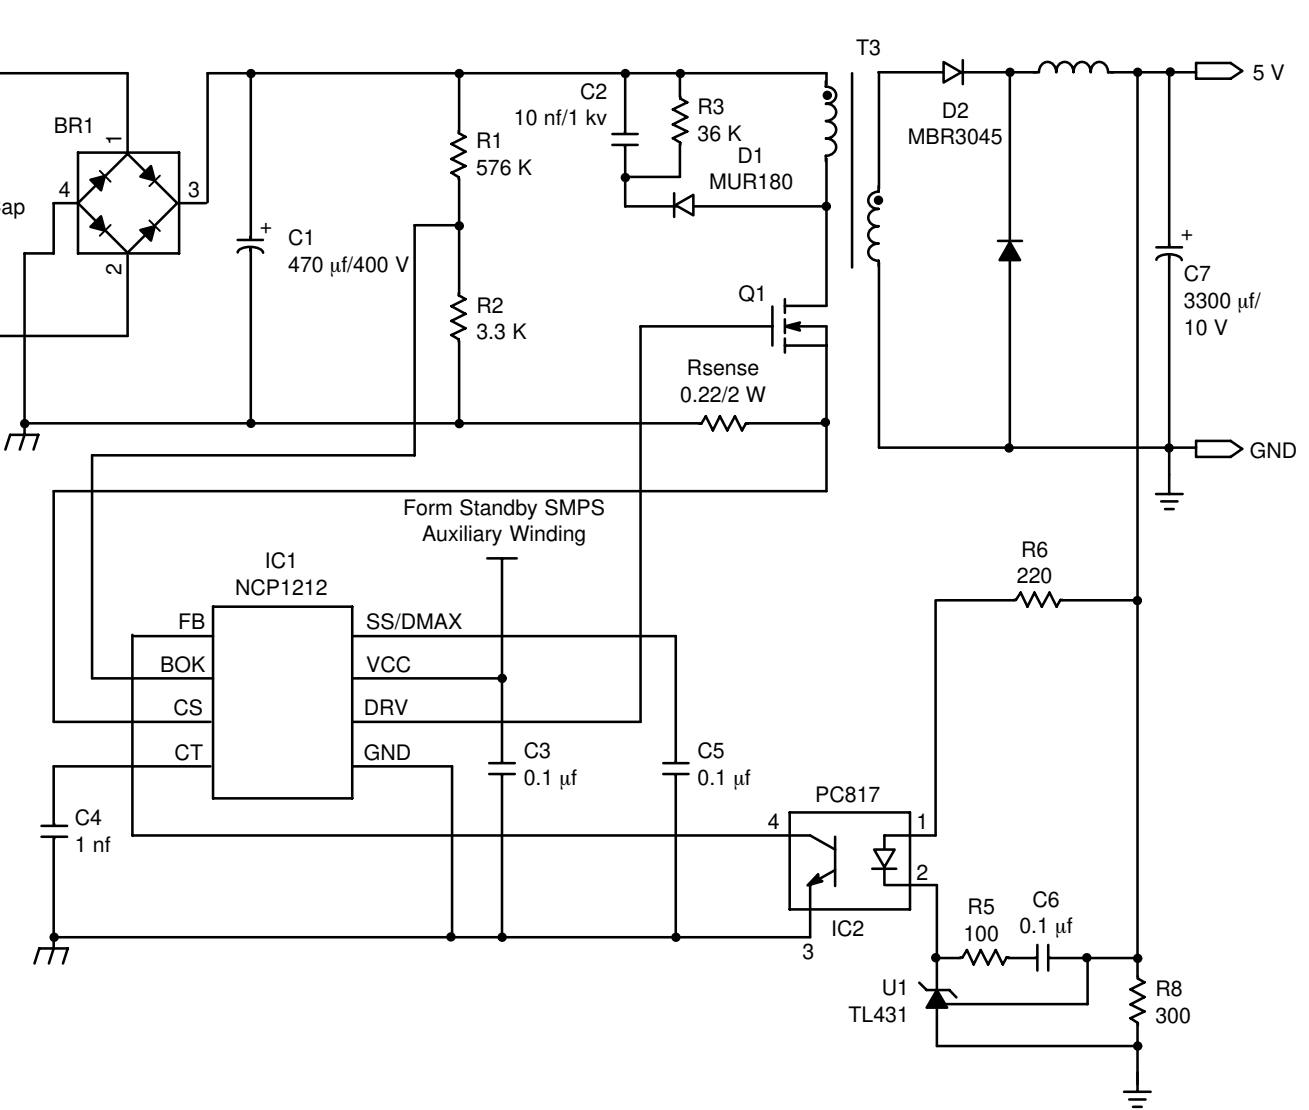 T3
5 V
D2
MBR3045
C2
10 nf/1 kv
R3
36 K
D1
MUR180
BR1
1
4
3
2
R1
576 K
+
C1
470 μf/400 V
+
C7
3300 μf/
10 V
Q1
R2
3.3 K
Rsense
0.22/2 W
GND
Form Standby SMPS
Auxiliary Winding
IC1
NCP1212
FB
BOK
CS
CT
SS/DMAX
VCC
DRV
GND
R6
220
C3
0.1 μf
C5
0.1 μf
C4
1 nf
PC817
4
1
2
3
IC2
R5
100
C6
0.1 μf
U1
TL431
R8
300